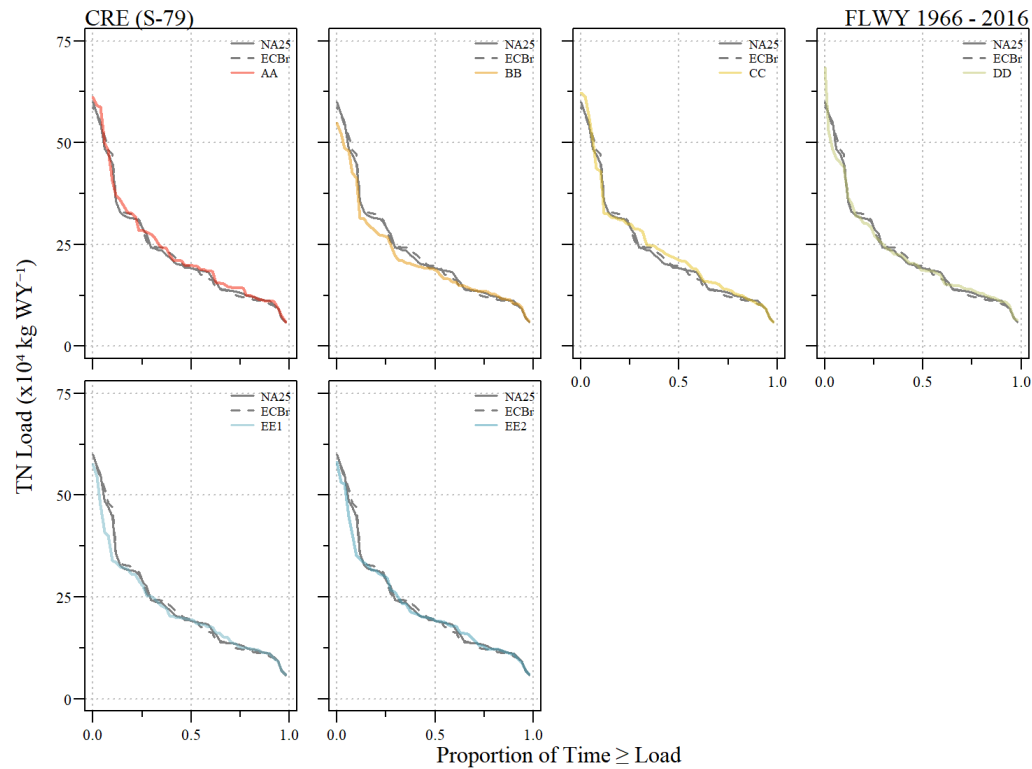 CRE (S-79)
FLWY 1966 - 2016
75
50
25
0
NA25
ECBr
AA
NA25
ECBr
BB
NA25
ECBr
CC
0.0 0.5 1.0
NA25
ECBr
DD
0.0 0.5 1.0
75
50
25
0
NA25
ECBr
EE1
0.0 0.5 1.0
NA25
ECBr
EE2
0.0 0.5 1.0
TN Load (x10⁴ kg WY⁻¹)
Proportion of Time ≥ Load